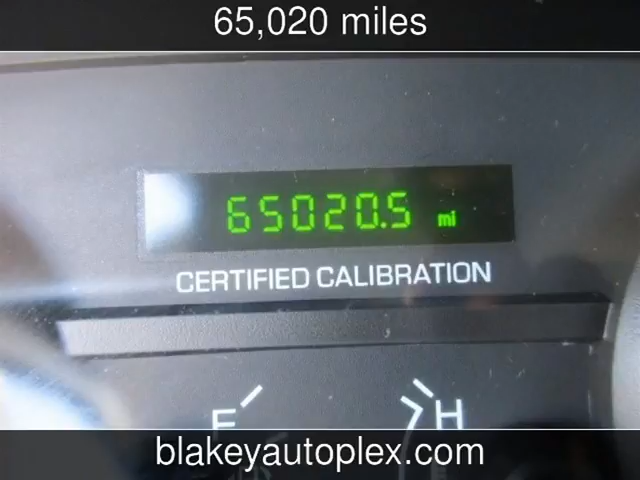 65,020 miles
65020.5 mi
CERTIFIED CALIBRATION
F H
blakeyautoplex.com